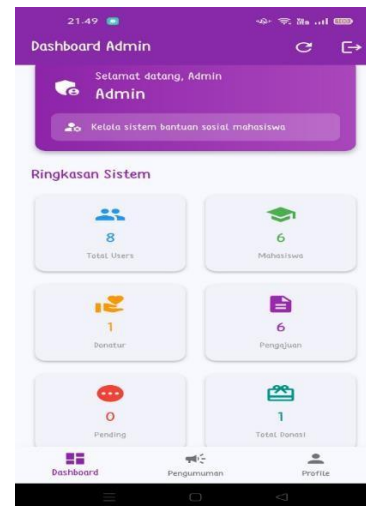 21.49
Dashboard Admin
Selamat datang, Admin
Admin
Kelola sistem bantuan sosial mahasiswa
Ringkasan Sistem
8
Total Users
6
Mahasiswa
1
Donatur
6
Pengajuan
0
Pending
1
Total Donasi
Dashboard
Pengumuman
Profile